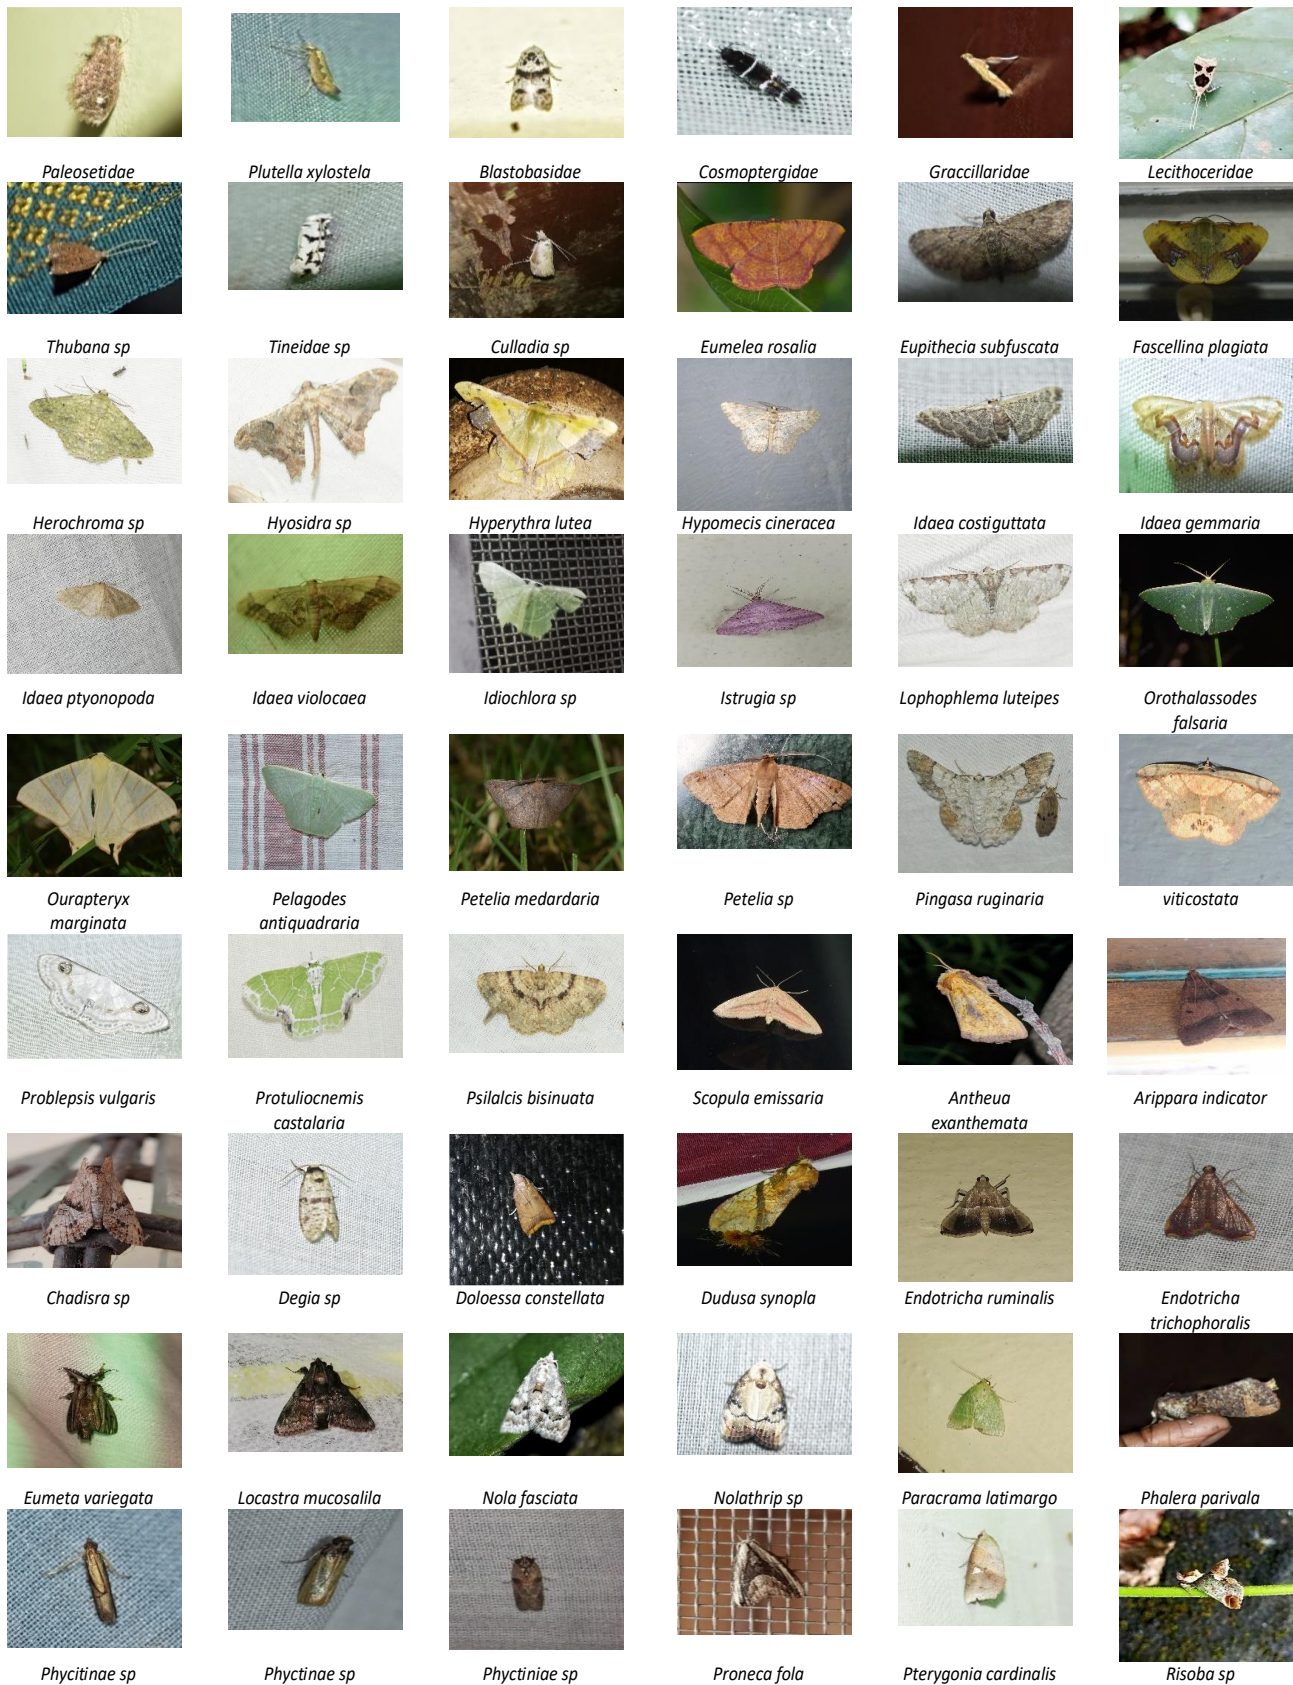 Paleosetidae
Plutella xylostela
Blastobasidae
Cosmoptergidae
Graccillaridae
Lecithoceridae
Thubana sp
Tineidae sp
Culladia sp
Eumelea rosalia
Eupithecia subfuscata
Fascellina plagiata
Herochroma sp
Hyosidra sp
Hyperythra lutea
Hypomecis cineracea
Idaea costiguttata
Idaea gemmaria
Idaea ptyonopoda
Idaea violocaea
Idiochlora sp
Istrugia sp
Lophophlema luteipes
Orothalassodes
falsaria
Ourapteryx
marginata
Pelagodes
antiquadraria
Petelia medardaria
Petelia sp
Pingasa ruginaria
viticostata
Problepsis vulgaris
Protuliocnemis
castalaria
Psilalcis bisinuata
Scopula emissaria
Antheua
exanthemata
Arippara indicator
Chadisra sp
Degia sp
Doloessa constellata
Dudusa synopla
Endotricha ruminalis
Endotricha
trichophoralis
Eumeta variegata
Locastra mucosalila
Nola fasciata
Nolathrip sp
Paracrama latimargo
Phalera parivala
Phycitinae sp
Phyctinae sp
Phyctiniae sp
Proneca fola
Pterygonia cardinalis
Risoba sp